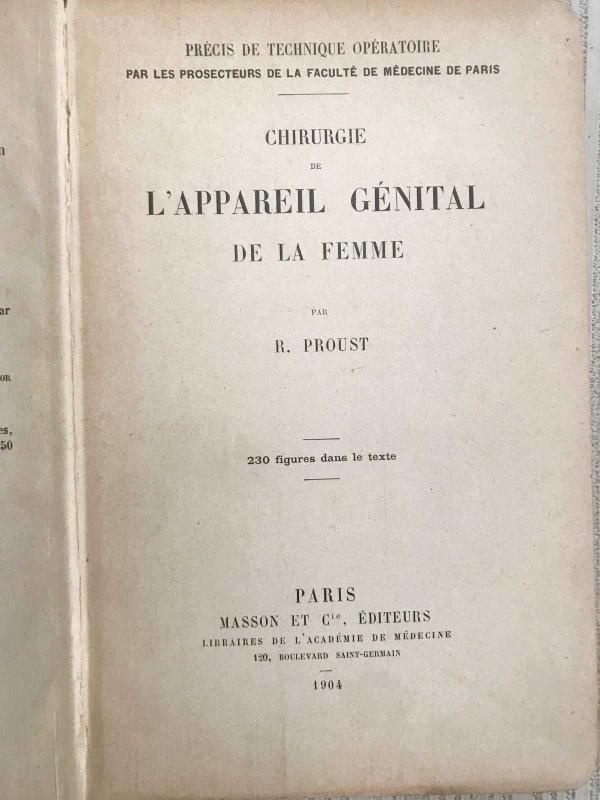 PRÉCIS DE TECHNIQUE OPÉRATOIRE
PAR LES PROSECTEURS DE LA FACULTÉ DE MÉDECINE DE PARIS
CHIRURGIE
DE
L'APPAREIL GÉNITAL
DE LA FEMME
PAR
R. PROUST
230 figures dans le texte
PARIS
MASSON ET Cie, ÉDITEURS
LIBRAIRES DE L'ACADÉMIE DE MÉDECINE
120, BOULEVARD SAINT-GERMAIN
1904